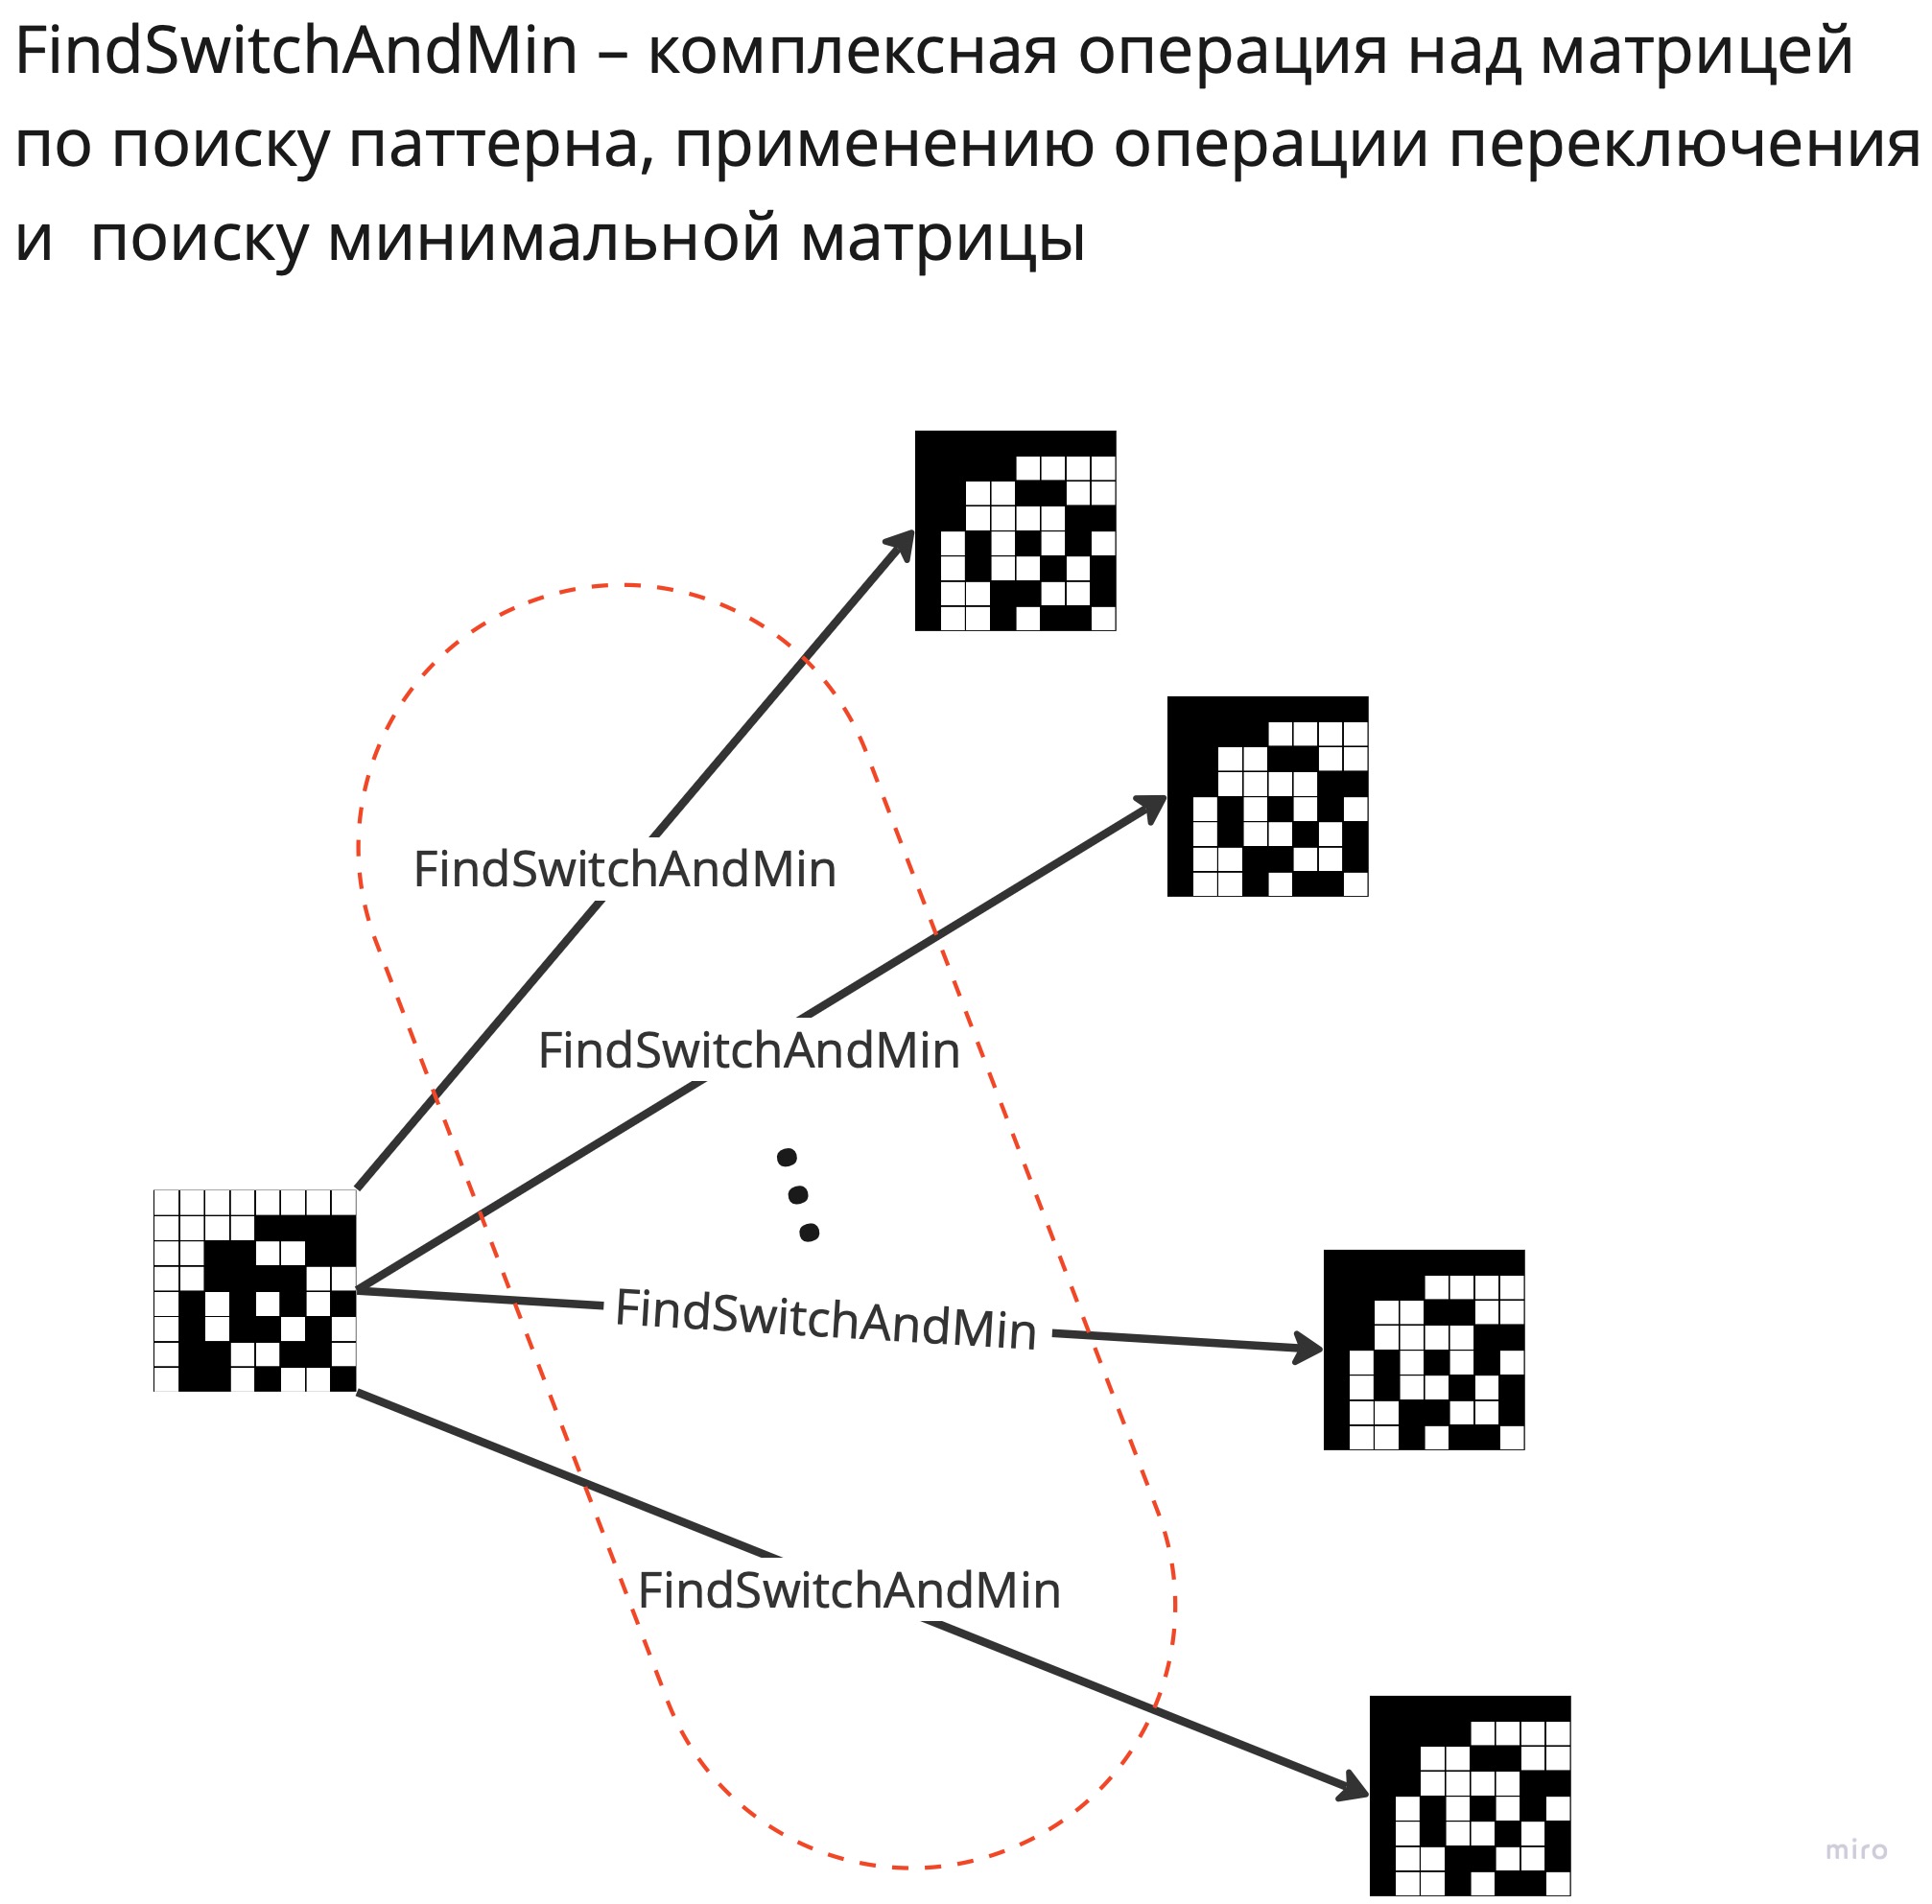 FindSwitchAndMin – комплексная операция над матрицей
по поиску паттерна, применению операции переключения
и поиску минимальной матрицы
FindSwitchAndMin
FindSwitchAndMin
FindSwitchAndMin
FindSwitchAndMin
miro